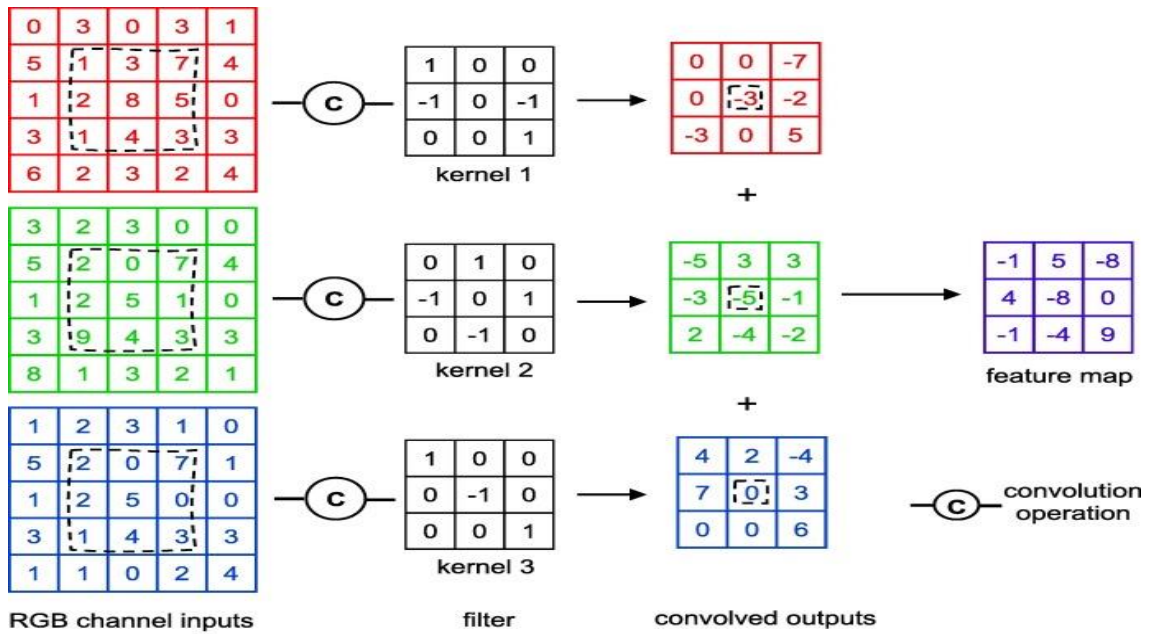 0 3 0 3 1
5 1 3 7 4
1 2 8 5 0
3 1 4 3 3
6 2 3 2 4
C
1 0 0
-1 0 -1
0 0 1
kernel 1
0 0 -7
0 -3 -2
-3 0 5
+
3 2 3 0 0
5 2 0 7 4
1 2 5 1 0
3 9 4 3 3
8 1 3 2 1
C
0 1 0
-1 0 1
0 -1 0
kernel 2
-5 3 3
-3 -5 -1
2 -4 -2
-1 5 -8
4 -8 0
-1 -4 9
feature map
+
1 2 3 1 0
5 2 0 7 1
1 2 5 0 0
3 1 4 3 3
1 1 0 2 4
C
1 0 0
0 -1 0
0 0 1
kernel 3
4 2 -4
7 0 3
0 0 6
C
convolution
operation
RGB channel inputs
filter
convolved outputs